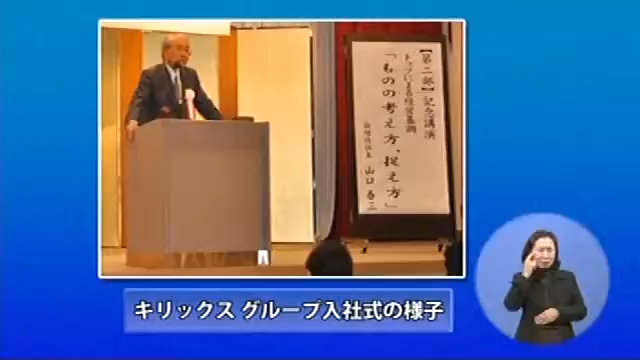 【第二部】記念講演
トップによる経営基調
「ものの考え方、捉え方」
山口春三
キリックス グループ入社式の様子